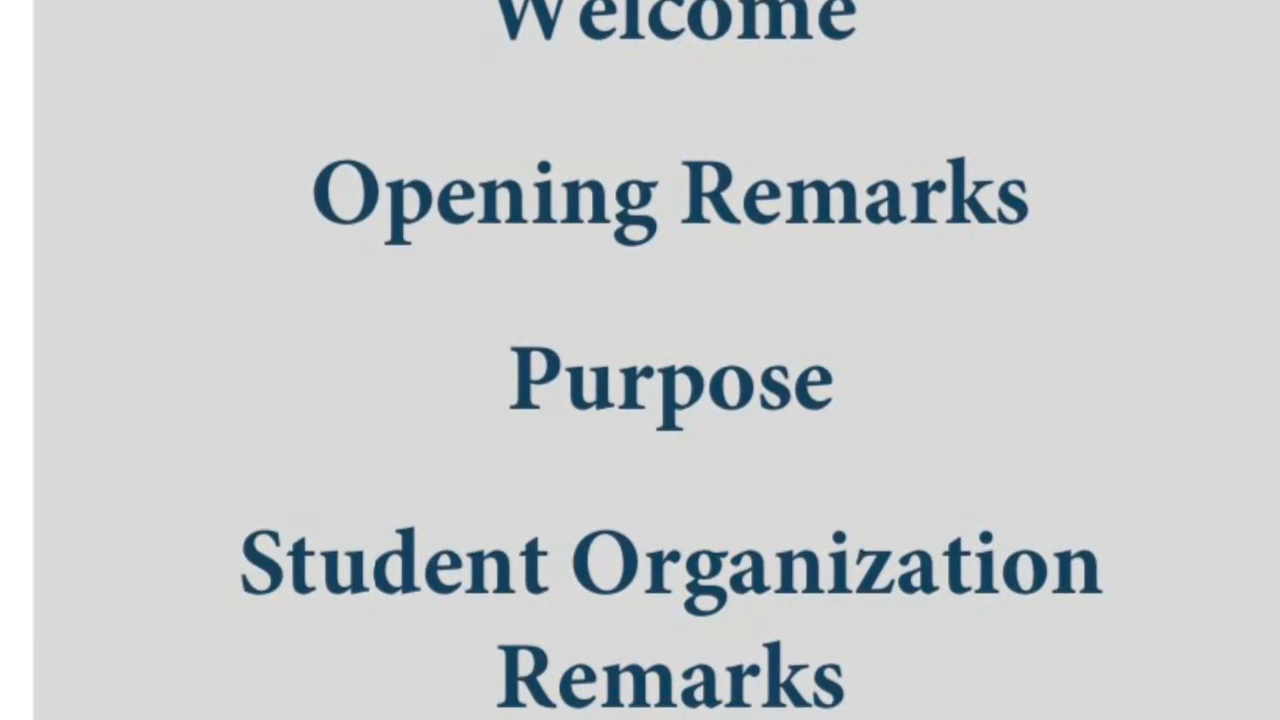 Welcome
Opening Remarks
Purpose
Student Organization
Remarks